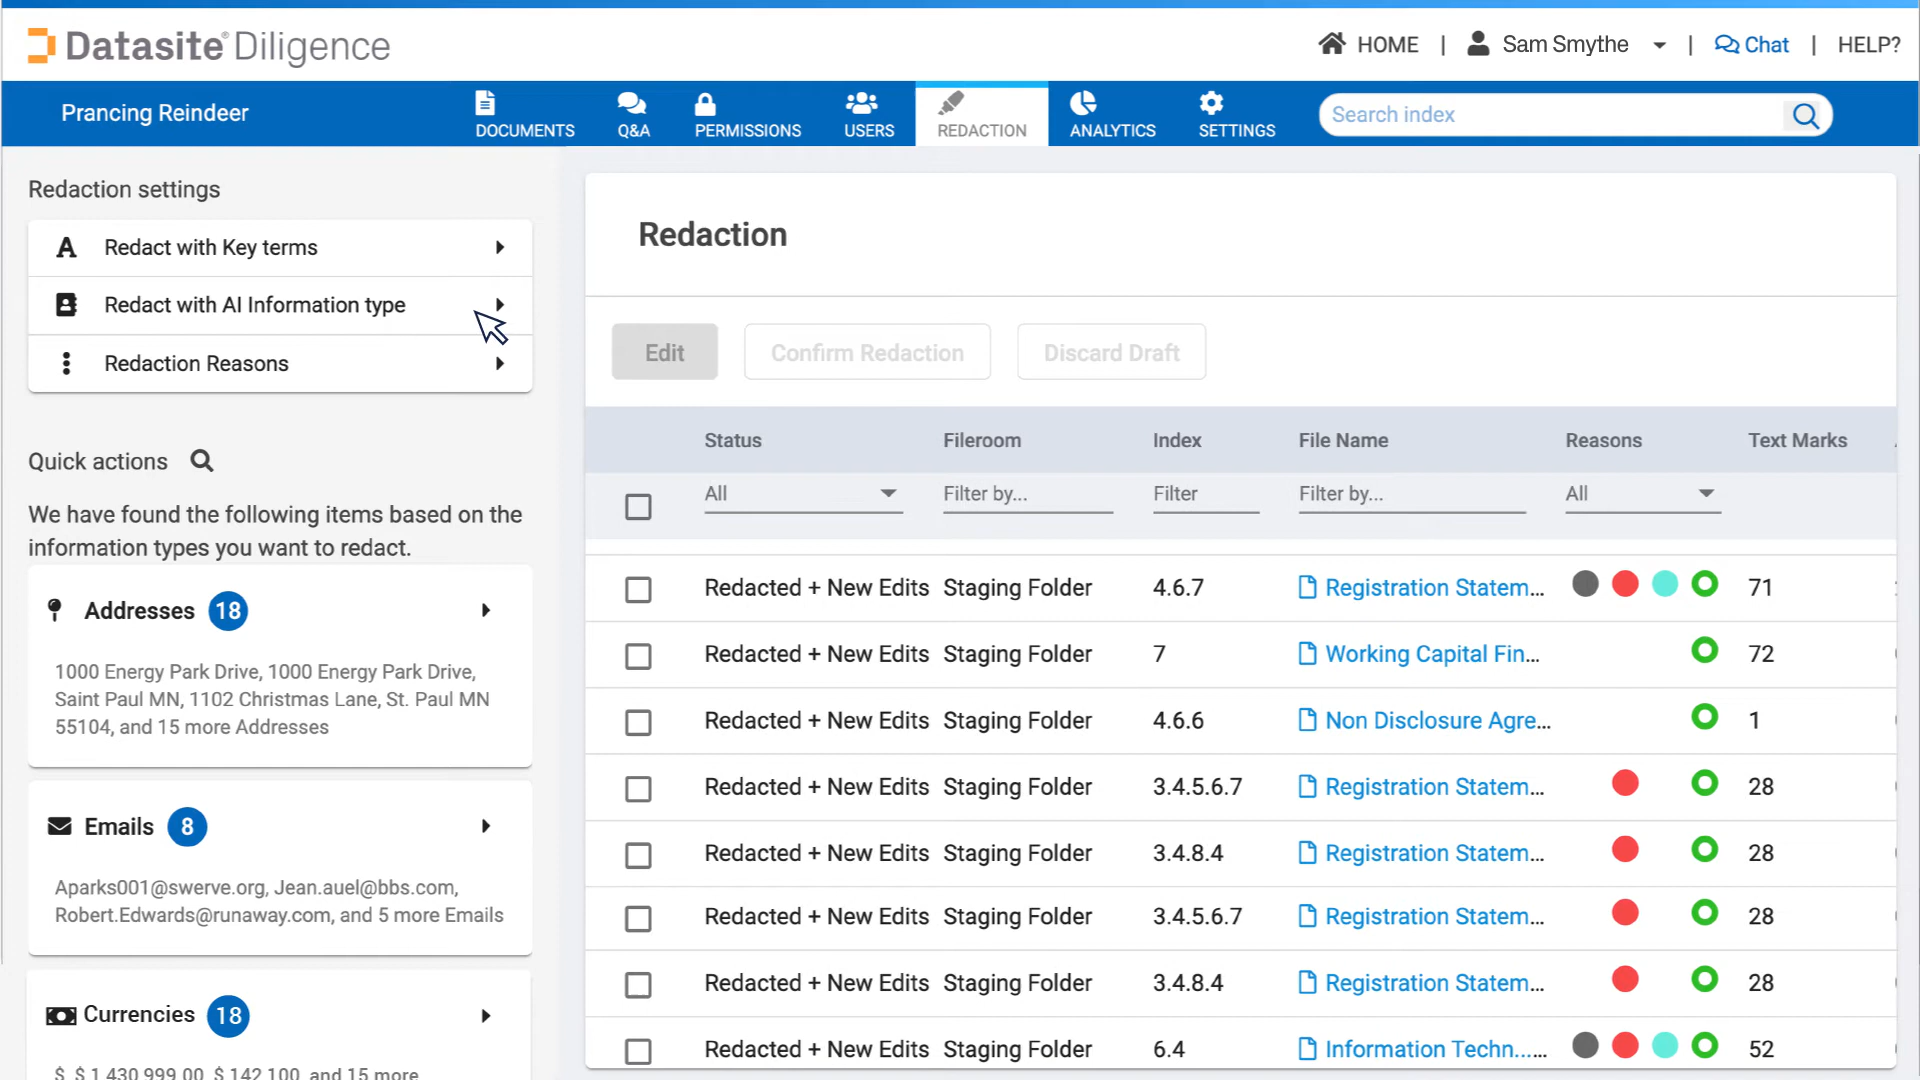 Datasite® Diligence
HOME | Sam Smythe | Chat | HELP?
Prancing Reindeer
DOCUMENTS
Q&A
PERMISSIONS
USERS
REDACTION
ANALYTICS
SETTINGS
Search index
Redaction settings
A Redact with Key terms
Redact with AI Information type
Redaction Reasons
Quick actions
We have found the following items based on the
information types you want to redact.
Addresses 18
1000 Energy Park Drive, 1000 Energy Park Drive,
Saint Paul MN, 1102 Christmas Lane, St. Paul MN
55104, and 15 more Addresses
Emails 8
Aparks001@swerve.org, Jean.auel@bbs.com,
Robert.Edwards@runaway.com, and 5 more Emails
Currencies 18
$, $ 1,430,999.00, $ 142,100, and 15 more
Redaction
Edit Confirm Redaction Discard Draft
Status Fileroom Index File Name Reasons Text Marks
All Filter by... Filter Filter by... All
Redacted + New Edits Staging Folder 4.6.7 Registration Statem... 71
Redacted + New Edits Staging Folder 7 Working Capital Fin... 72
Redacted + New Edits Staging Folder 4.6.6 Non Disclosure Agre... 1
Redacted + New Edits Staging Folder 3.4.5.6.7 Registration Statem... 28
Redacted + New Edits Staging Folder 3.4.8.4 Registration Statem... 28
Redacted + New Edits Staging Folder 3.4.5.6.7 Registration Statem... 28
Redacted + New Edits Staging Folder 3.4.8.4 Registration Statem... 28
Redacted + New Edits Staging Folder 6.4 Information Techn...... 52